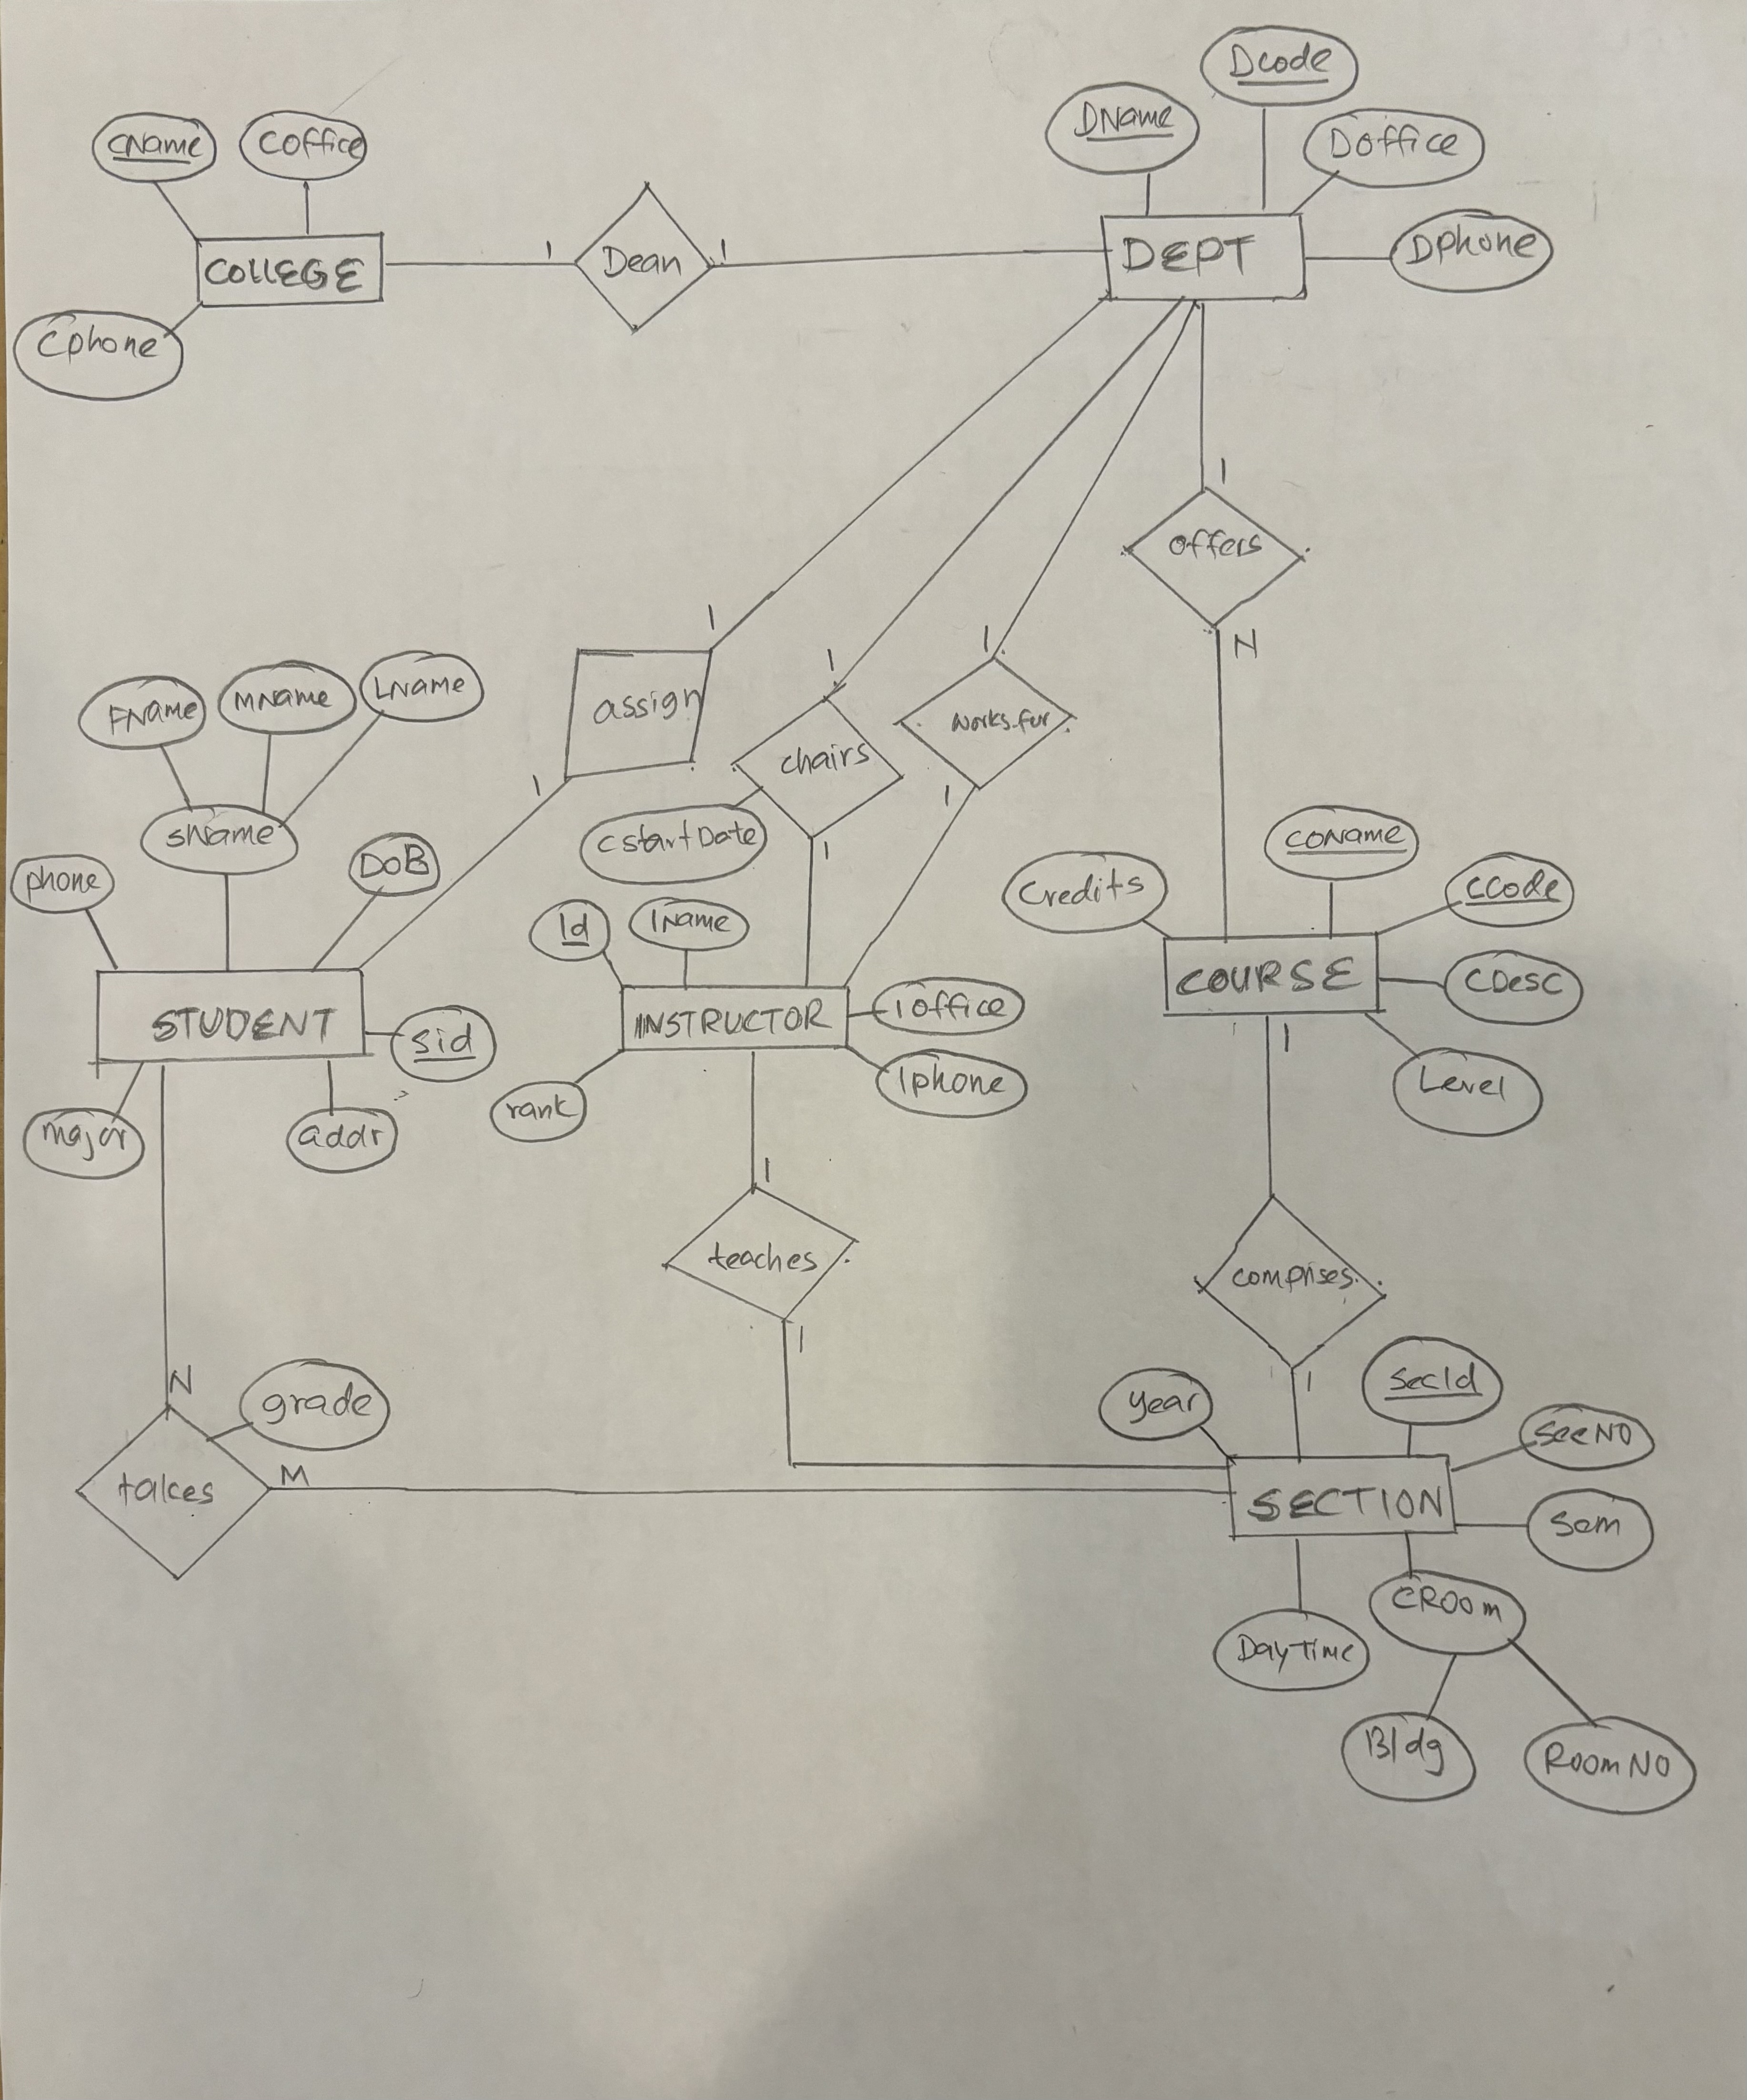 Dcode
DName
Doffice
CName
Coffice
DEPT
Dphone
COLLEGE
1
Dean
1
Cphone
1
offers
N
1
1
1
assign
chairs
works for
1
1
1
CstartDate
FName
MName
LName
SName
DOB
phone
STUDENT
Sid
major
addr
Id
IName
INSTRUCTOR
Ioffice
Iphone
rank
Credits
CONAME
CCode
COURSE
CDesc
Level
1
1
teaches
1
comprises
1
N
grade
takes
M
year
SecId
SecNO
SECTION
Sem
DayTime
CROOm
Bldg
RoomNO